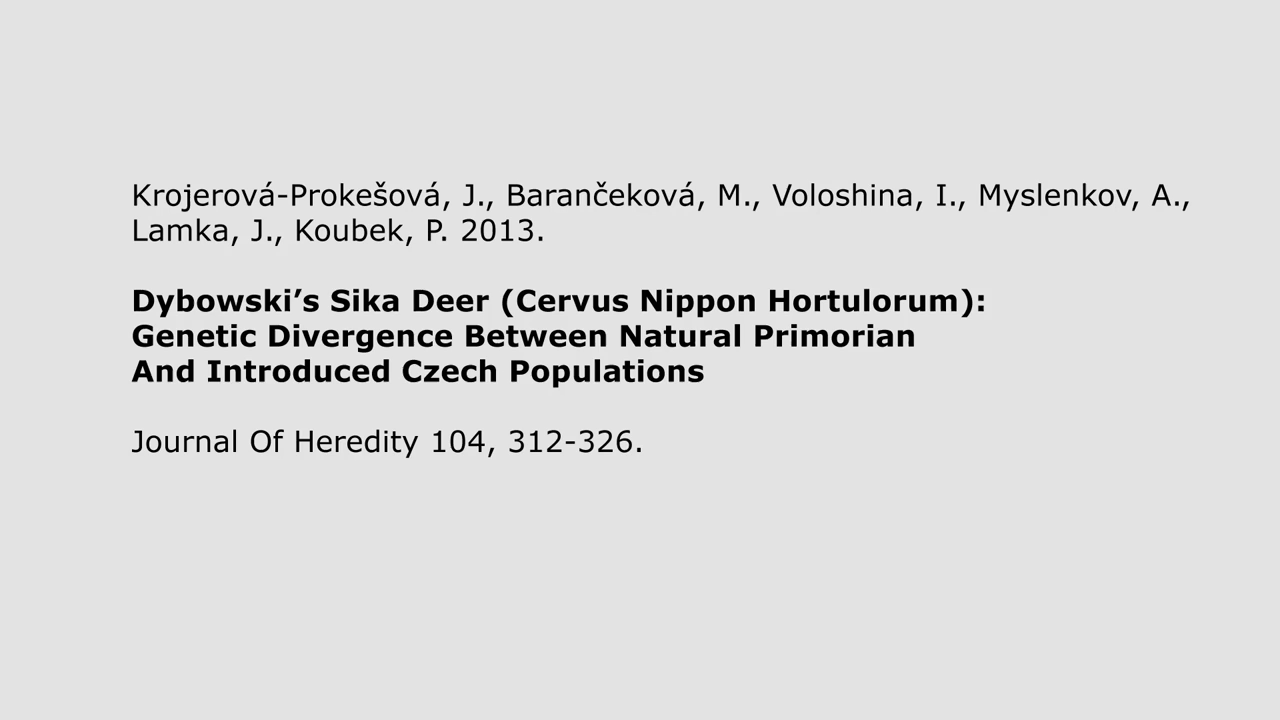 Krojerová-Prokešová, J., Barančeková, M., Voloshina, I., Myslenkov, A.,
Lamka, J., Koubek, P. 2013.
Dybowski’s Sika Deer (Cervus Nippon Hortulorum):
Genetic Divergence Between Natural Primorian
And Introduced Czech Populations
Journal Of Heredity 104, 312-326.